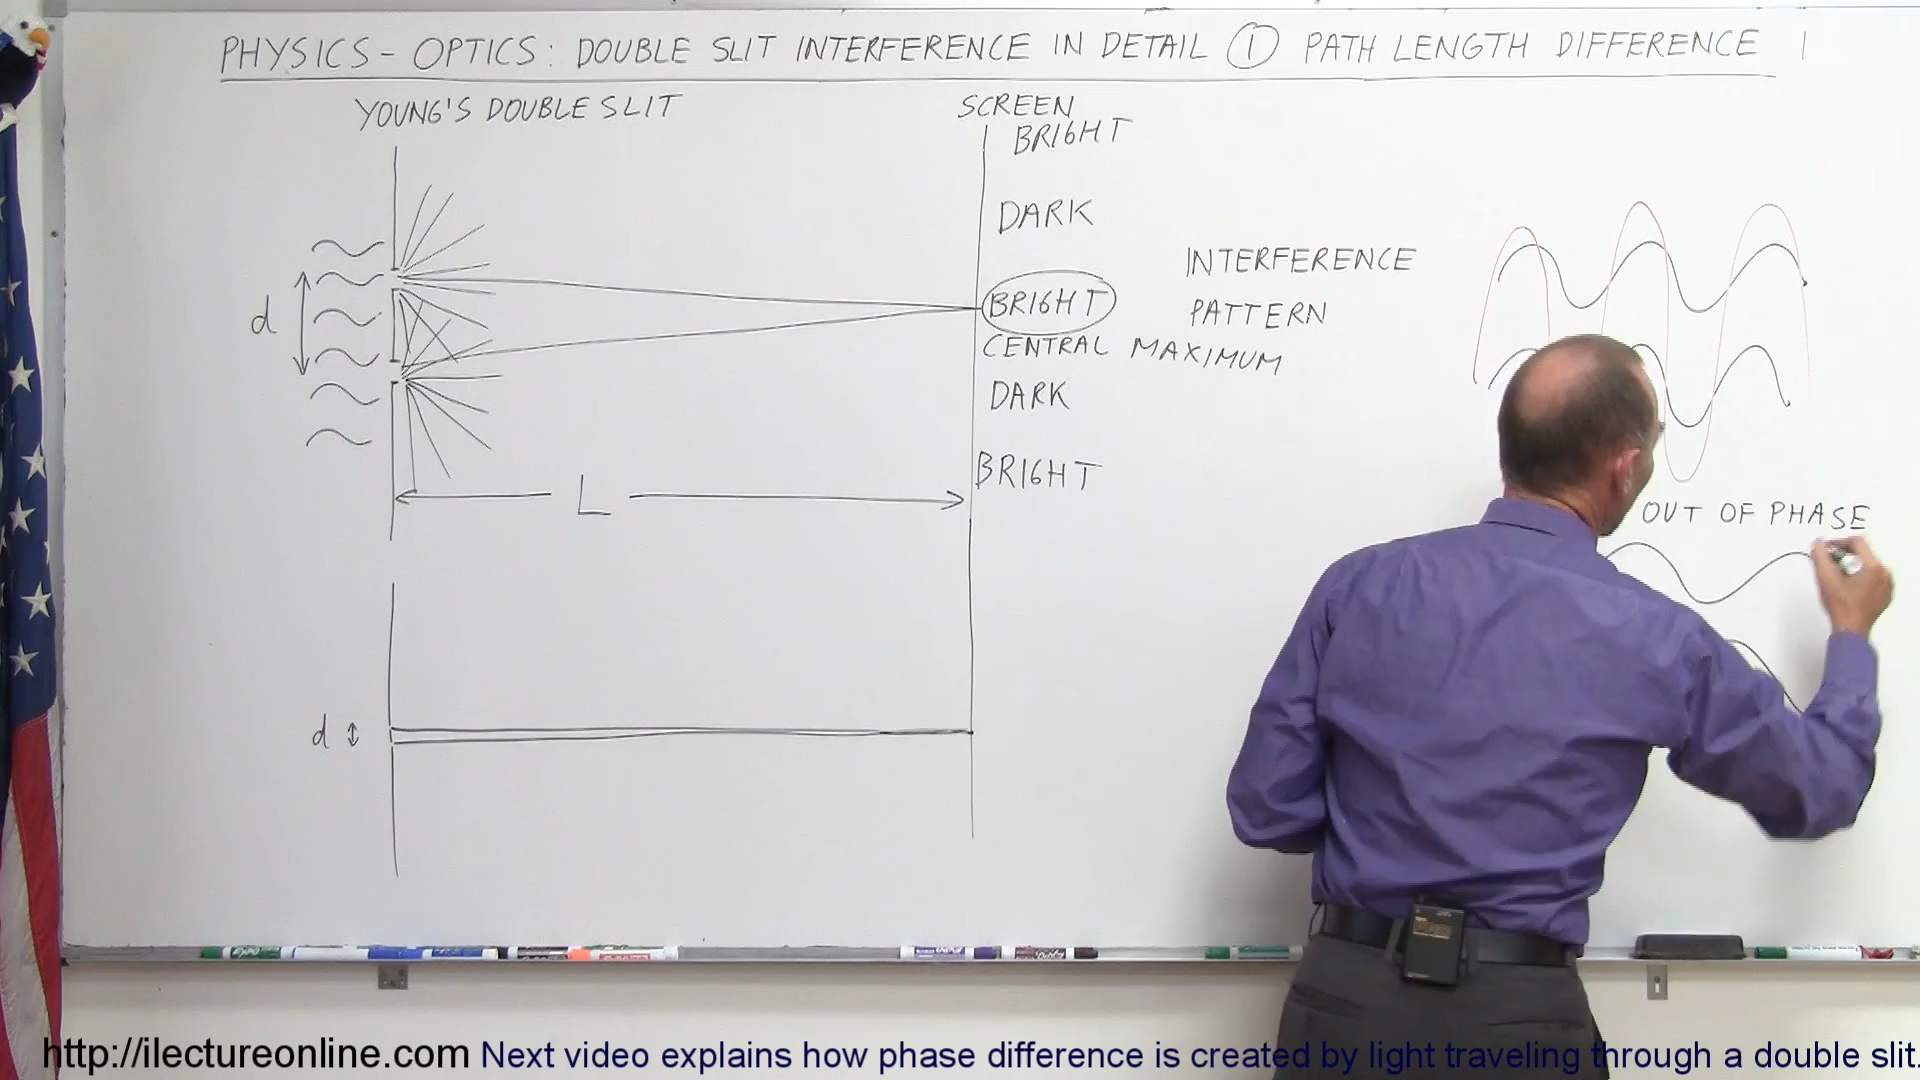 PHYSICS - OPTICS: DOUBLE SLIT INTERFERENCE IN DETAIL ① PATH LENGTH DIFFERENCE 1
YOUNG'S DOUBLE SLIT
SCREEN
BRIGHT
DARK
INTERFERENCE
PATTERN
BRIGHT
CENTRAL MAXIMUM
d
DARK
BRIGHT
L
OUT OF PHASE
d
http://ilectureonline.com Next video explains how phase difference is created by light traveling through a double slit.